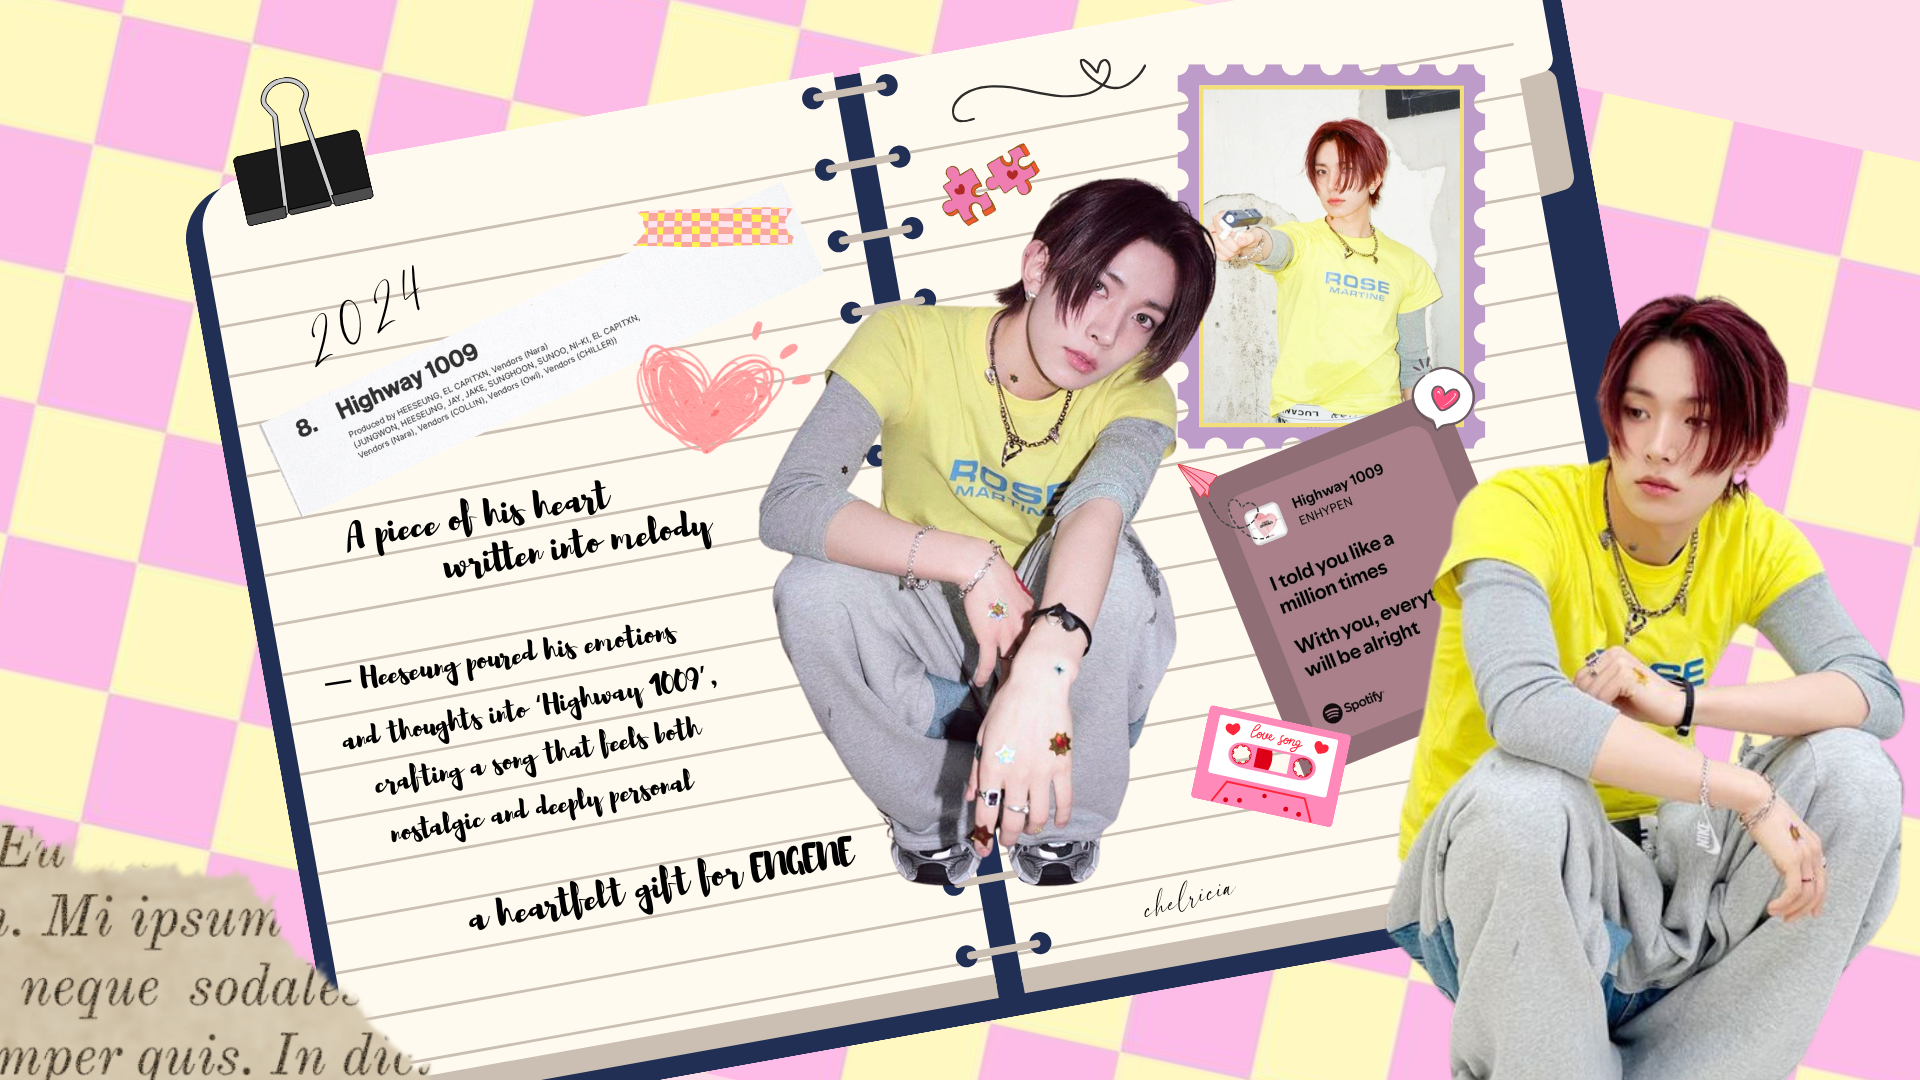 2024
8. Highway 1009
Produced by HEESEUNG, EL CAPITXN, Vendors (Nara)
(JUNGWON, HEESEUNG, JAY, JAKE, SUNGHOON, SUNOO, NI-KI, EL CAPITXN,
Vendors (Nara), Vendors (COLL!N), Vendors (Owl), Vendors (CHILLER))
A piece of his heart
written into melody
— Heeseung poured his emotions
and thoughts into ‘Highway 1009’,
crafting a song that feels both
nostalgic and deeply personal
a heartfelt gift for ENGENE
ROSE
MARTINE
ROSE
MARTINE
Highway 1009
ENHYPEN
I told you like a
million times
With you, everyt
will be alright
Spotify
love song
NIKE
chelricia
Eu
. Mi ipsum
neque sodales
mper quis. In dic.